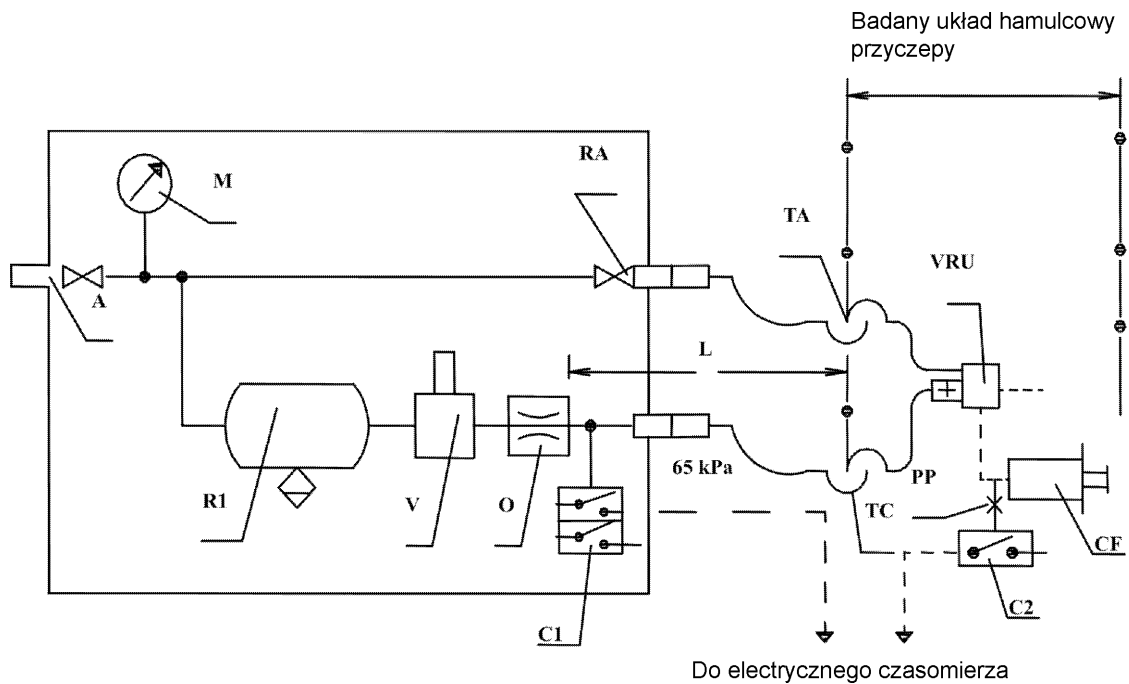 Badany układ hamulcowy
przyczepy
M
RA
TA
VRU
A
L
R1
V
O
65 kPa
PP
TC
CF
C1
C2
Do electrycznego czasomierza